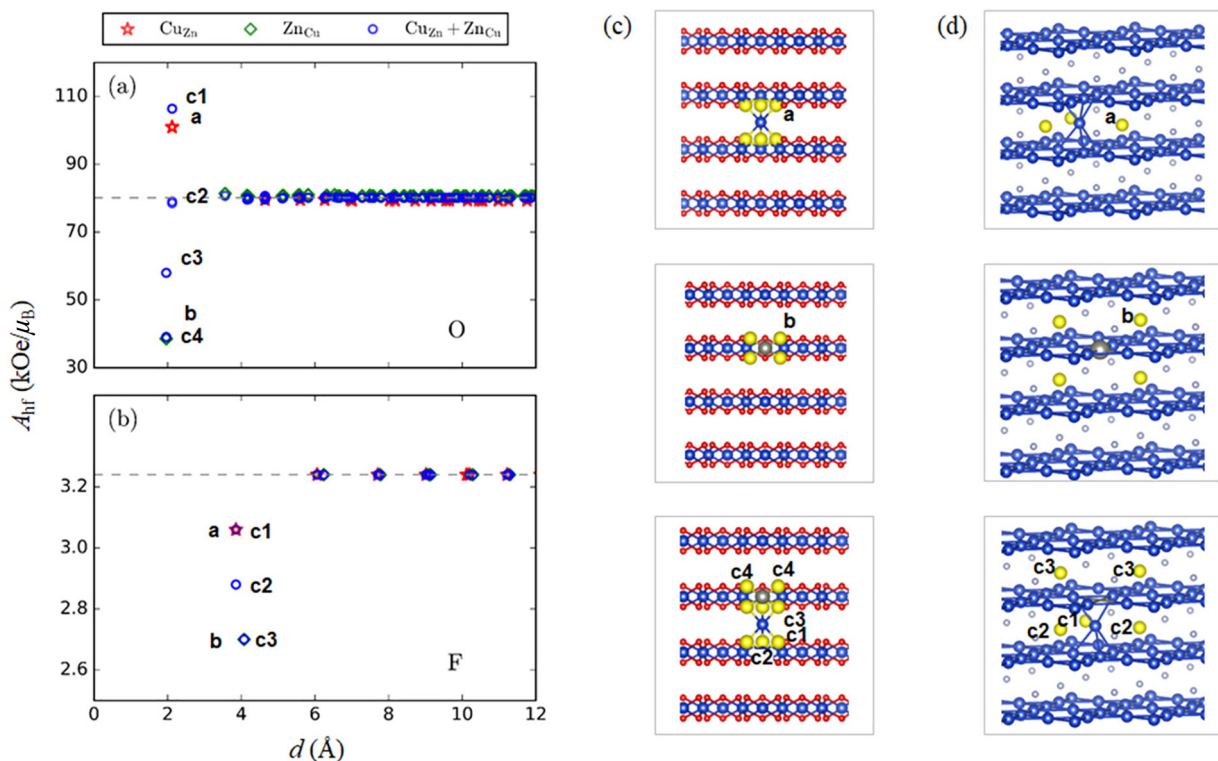 Cu_Zn Zn_Cu Cu_Zn + Zn_Cu
(a)
110
90
70
50
30
c1
a
c2
c3
b
c4
O
A_hf (kOe/μ_B)
(b)
3.2
3.0
2.8
2.6
a c1
c2
b c3
F
0 2 4 6 8 10 12
d (Å)
(c)
a
b
c4 c4
c3
c1
c2
(d)
a
b
c3 c3
c1
c2 c2